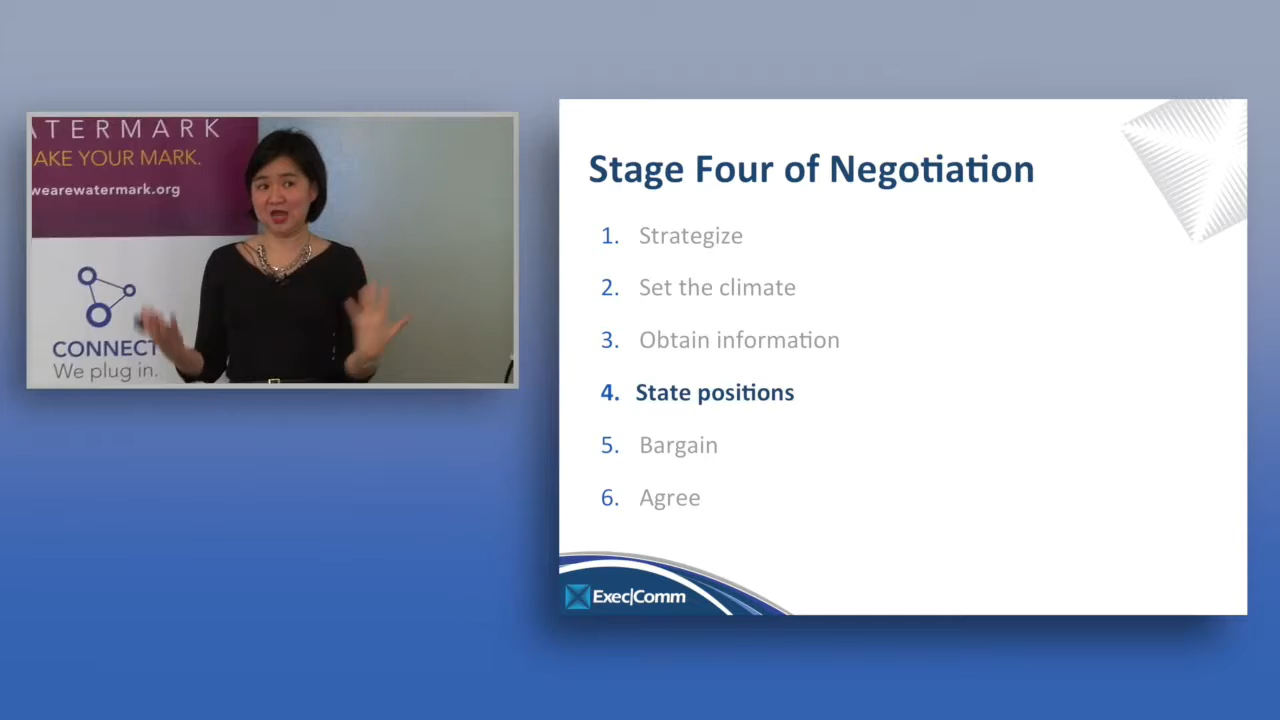 ATERMARK
AKE YOUR MARK.
wearewatermark.org
CONNECT
We plug in.
Stage Four of Negotiation
1. Strategize
2. Set the climate
3. Obtain information
4. State positions
5. Bargain
6. Agree
Exec|Comm